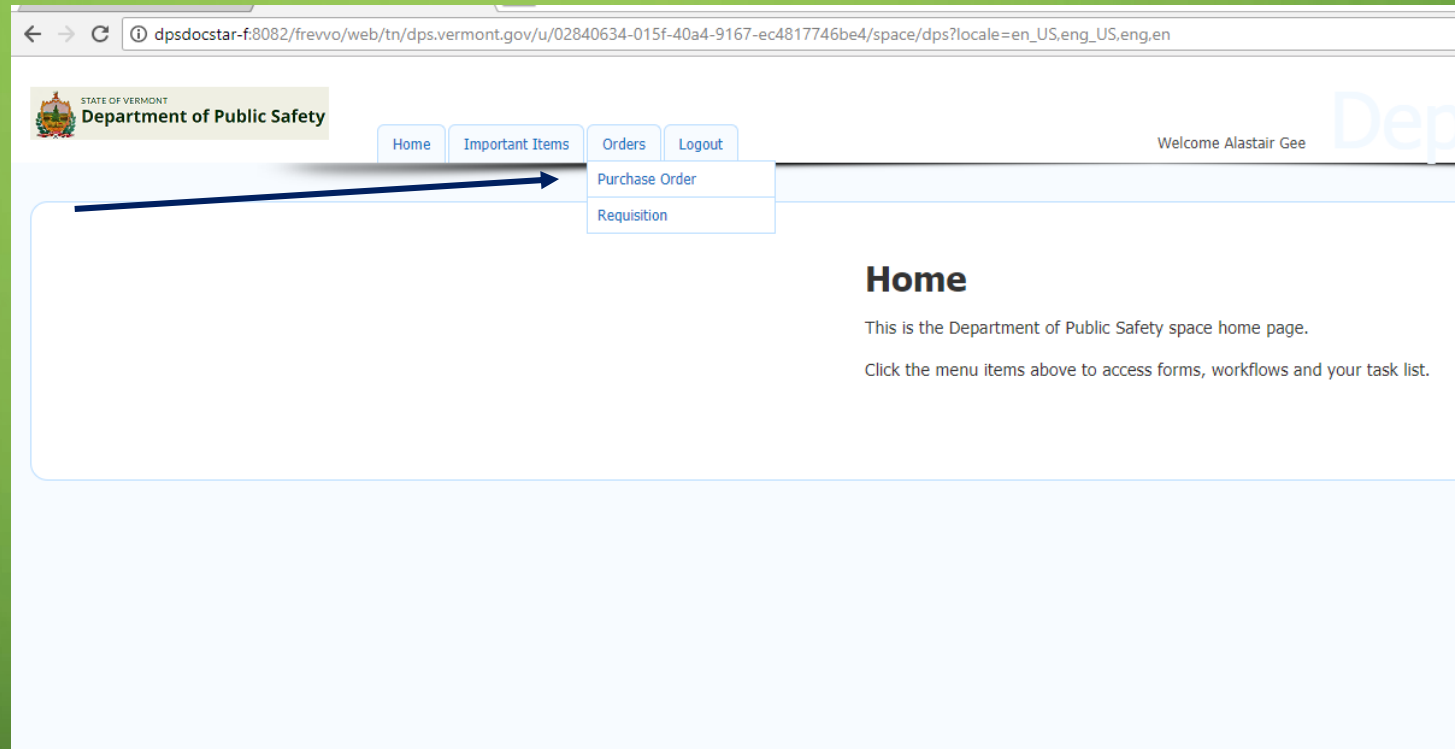 dpsdocstar-f:8082/frevvo/web/tn/dps.vermont.gov/u/02840634-015f-40a4-9167-ec4817746be4/space/dps?locale=en_US,eng_US,eng,en
STATE OF VERMONT
Department of Public Safety
Dep
Home Important Items Orders Logout Welcome Alastair Gee
Purchase Order
Requisition
Home
This is the Department of Public Safety space home page.
Click the menu items above to access forms, workflows and your task list.